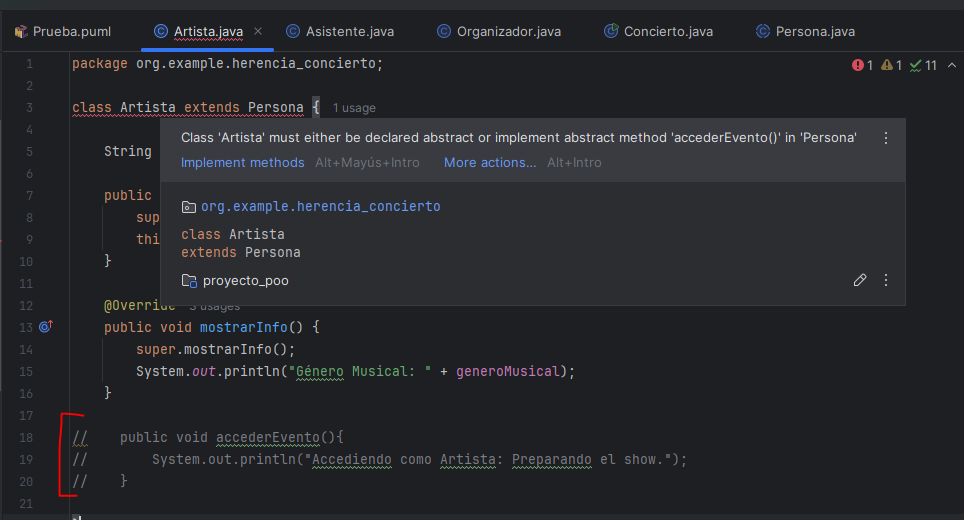 Prueba.puml Artista.java Asistente.java Organizador.java Concierto.java Persona.java
1 package org.example.herencia_concierto; 1 1 11
2
3 class Artista extends Persona { 1 usage
4
Class 'Artista' must either be declared abstract or implement abstract method 'accederEvento()' in 'Persona'
5 String
Implement methods Alt+Mayús+Intro More actions... Alt+Intro
6
7 public
org.example.herencia_concierto
8 sup
9 thi
class Artista
extends Persona
10 }
11
proyecto_poo
12 @Override 3 usages
13 public void mostrarInfo() {
14 super.mostrarInfo();
15 System.out.println("Género Musical: " + generoMusical);
16 }
17
18 // public void accederEvento(){
19 // System.out.println("Accediendo como Artista: Preparando el show.");
20 // }
21